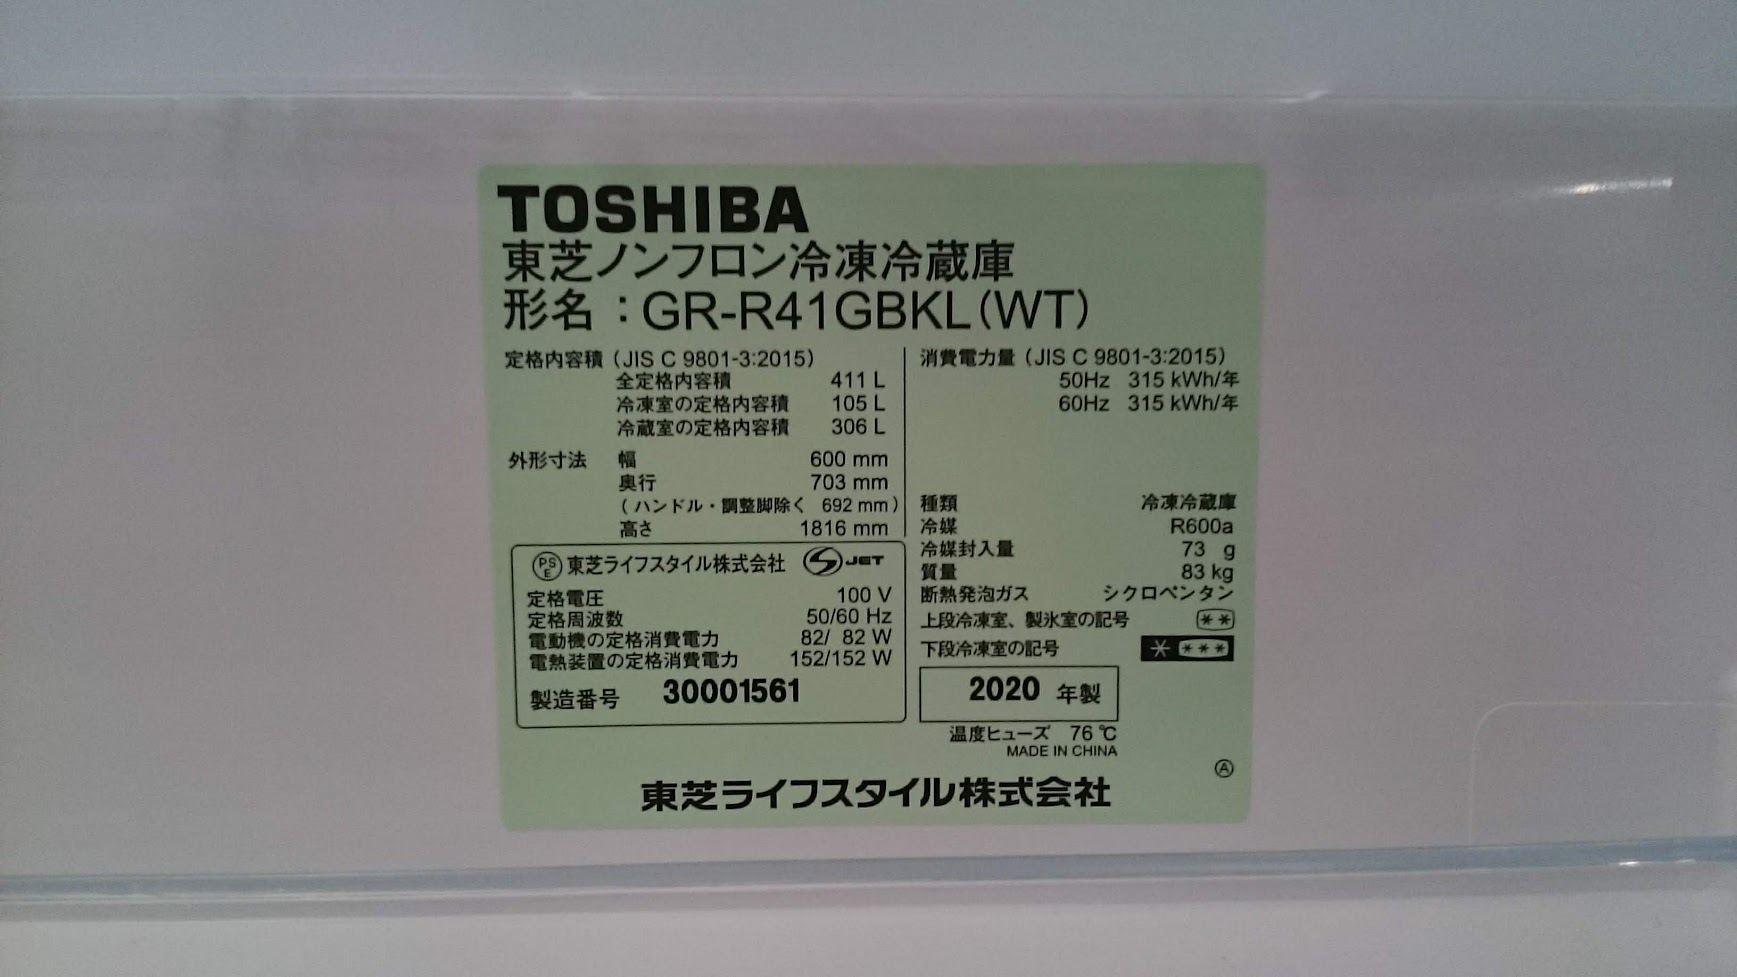 TOSHIBA
東芝ノンフロン冷凍冷蔵庫
形名：GR-R41GBKL(WT)
定格内容積（JIS C 9801-3:2015）
全定格内容積 411 L
冷凍室の定格内容積 105 L
冷蔵室の定格内容積 306 L
外形寸法 幅 600 mm
奥行 703 mm
（ハンドル・調整脚除く 692 mm）
高さ 1816 mm
PSE 東芝ライフスタイル株式会社 JET
定格電圧 100 V
定格周波数 50/60 Hz
電動機の定格消費電力 82/ 82 W
電熱装置の定格消費電力 152/152 W
製造番号 30001561
消費電力量（JIS C 9801-3:2015）
50Hz 315 kWh/年
60Hz 315 kWh/年
種類 冷凍冷蔵庫
冷媒 R600a
冷媒封入量 73 g
質量 83 kg
断熱発泡ガス シクロペンタン
上段冷凍室、製氷室の記号 **
下段冷凍室の記号 * ***
2020 年製
温度ヒューズ 76 ℃
MADE IN CHINA
Ⓐ
東芝ライフスタイル株式会社